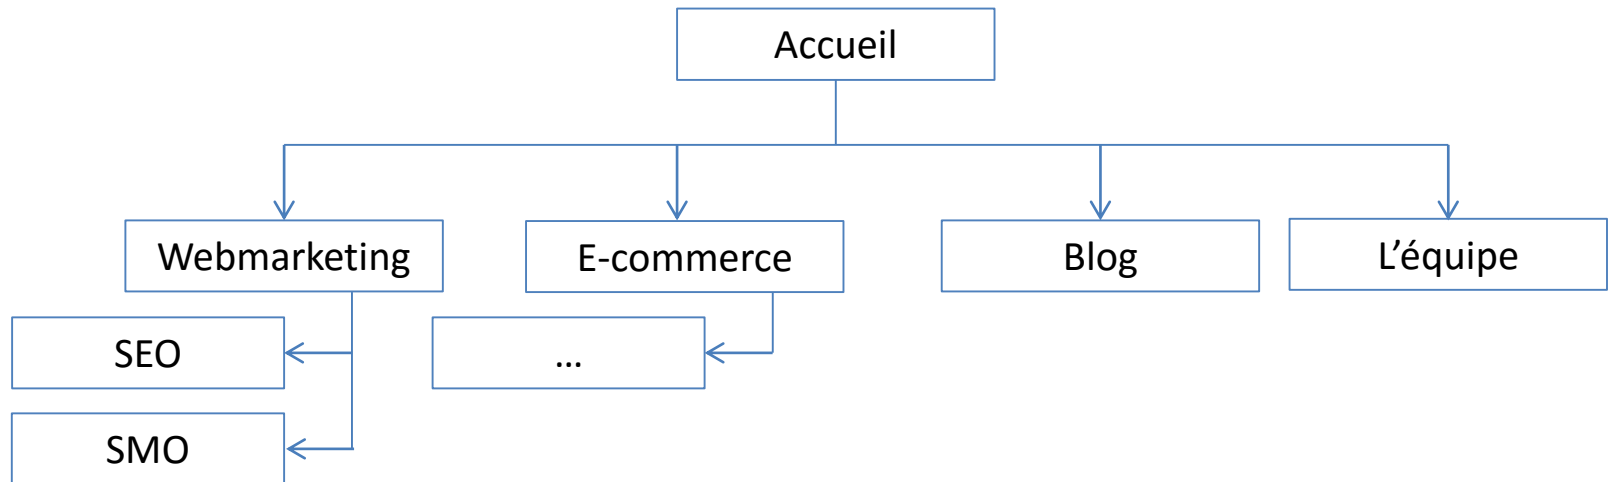 Accueil
Webmarketing
E-commerce
Blog
L’équipe
SEO
...
SMO